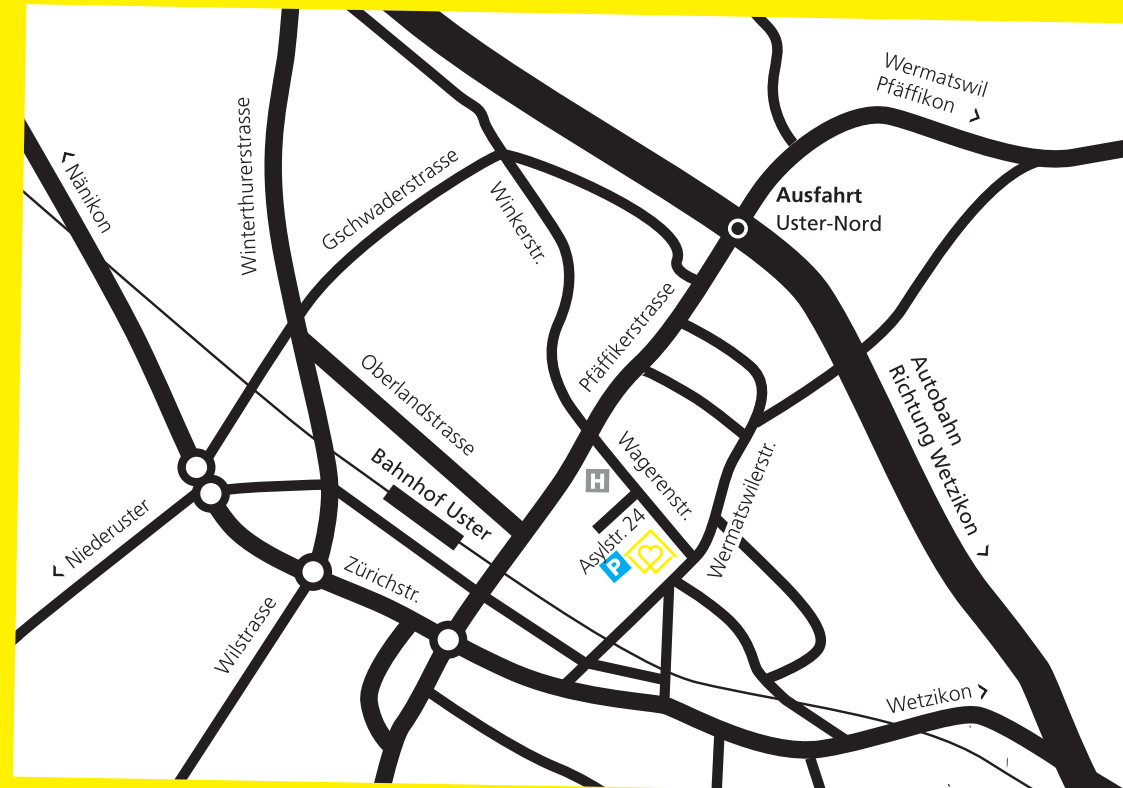 Wermatswil
Pfäffikon
Ausfahrt
Uster-Nord
Nänikon
Winterthurerstrasse
Gschwaderstrasse
Winkerstr.
Pfäffikerstrasse
Oberlandstrasse
Autobahn
Richtung Wetzikon
Bahnhof Uster
H
Wagerenstr.
Wermatswilerstr.
Asylstr. 24
P
Niederuster
Zürichstr.
Wilstrasse
Wetzikon